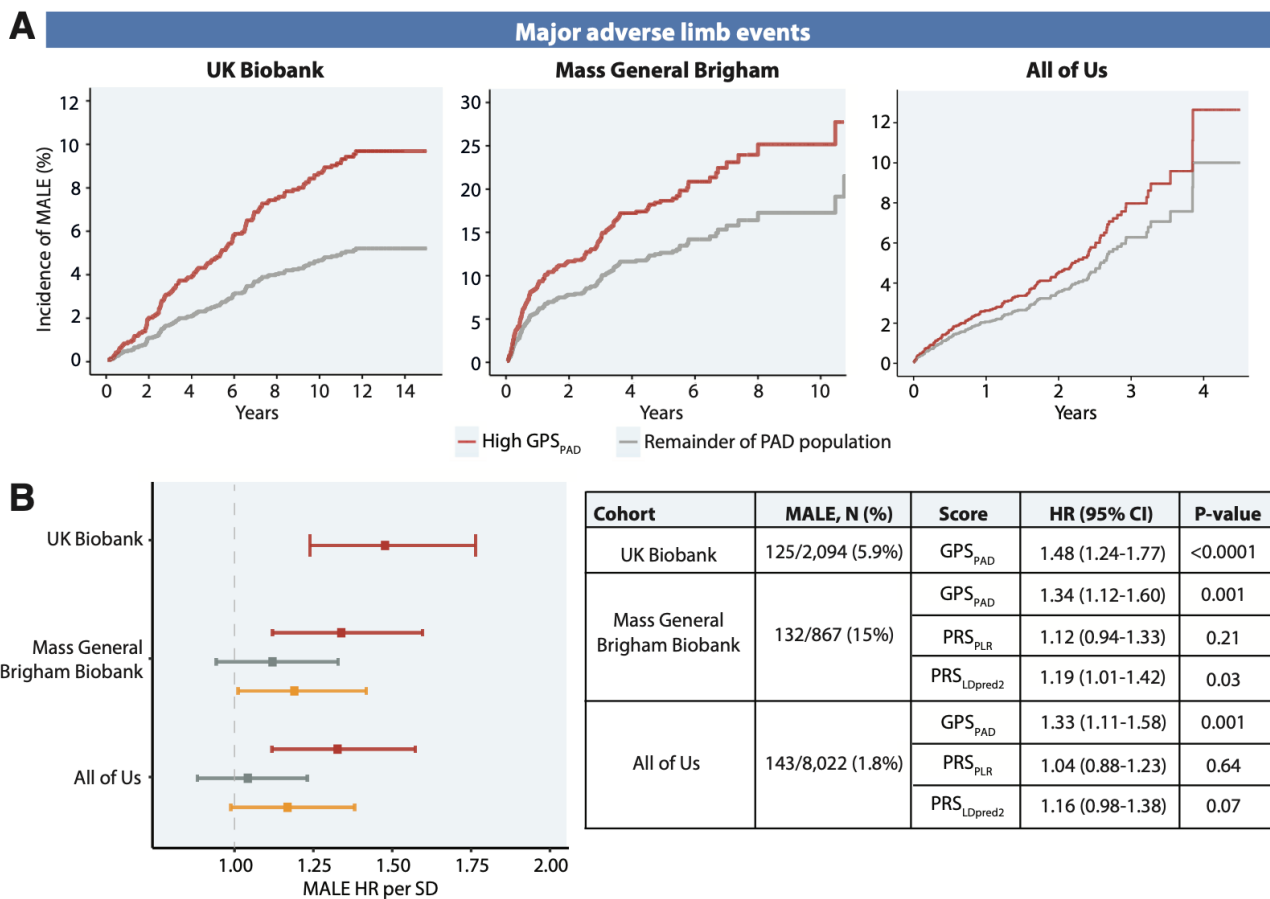 A
Major adverse limb events
UK Biobank
Mass General Brigham
All of Us
Incidence of MALE (%)
12
10
8
6
4
2
0
0 2 4 6 8 10 12 14
Years
30
25
20
15
10
5
0
0 2 4 6 8 10
Years
12
10
8
6
4
2
0
0 1 2 3 4
Years
High GPSPAD
Remainder of PAD population
B
UK Biobank
Mass General
Brigham Biobank
All of Us
1.00 1.25 1.50 1.75 2.00
MALE HR per SD
Cohort MALE, N (%) Score HR (95% CI) P-value
UK Biobank 125/2,094 (5.9%) GPSPAD 1.48 (1.24-1.77) <0.0001
Mass General
Brigham Biobank
132/867 (15%)
GPSPAD 1.34 (1.12-1.60) 0.001
PRSPLR 1.12 (0.94-1.33) 0.21
PRSLDpred2 1.19 (1.01-1.42) 0.03
All of Us 143/8,022 (1.8%)
GPSPAD 1.33 (1.11-1.58) 0.001
PRSPLR 1.04 (0.88-1.23) 0.64
PRSLDpred2 1.16 (0.98-1.38) 0.07